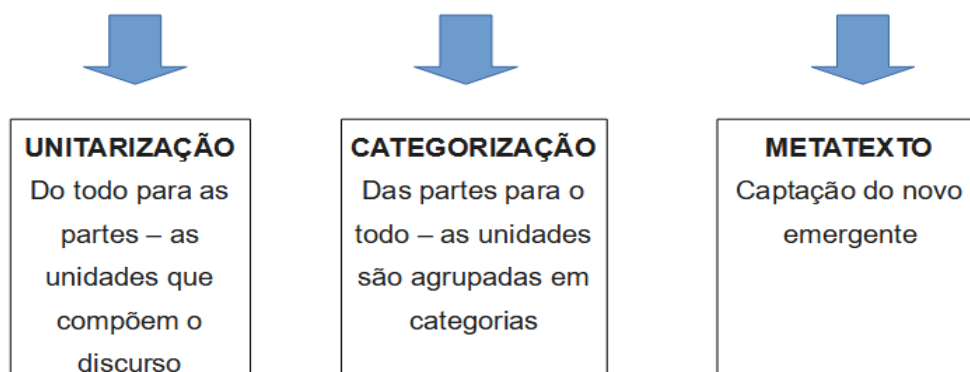 UNITARIZAÇÃO
Do todo para as
partes – as
unidades que
compõem o
discurso
CATEGORIZAÇÃO
Das partes para o
todo – as unidades
são agrupadas em
categorias
METATEXTO
Captação do novo
emergente